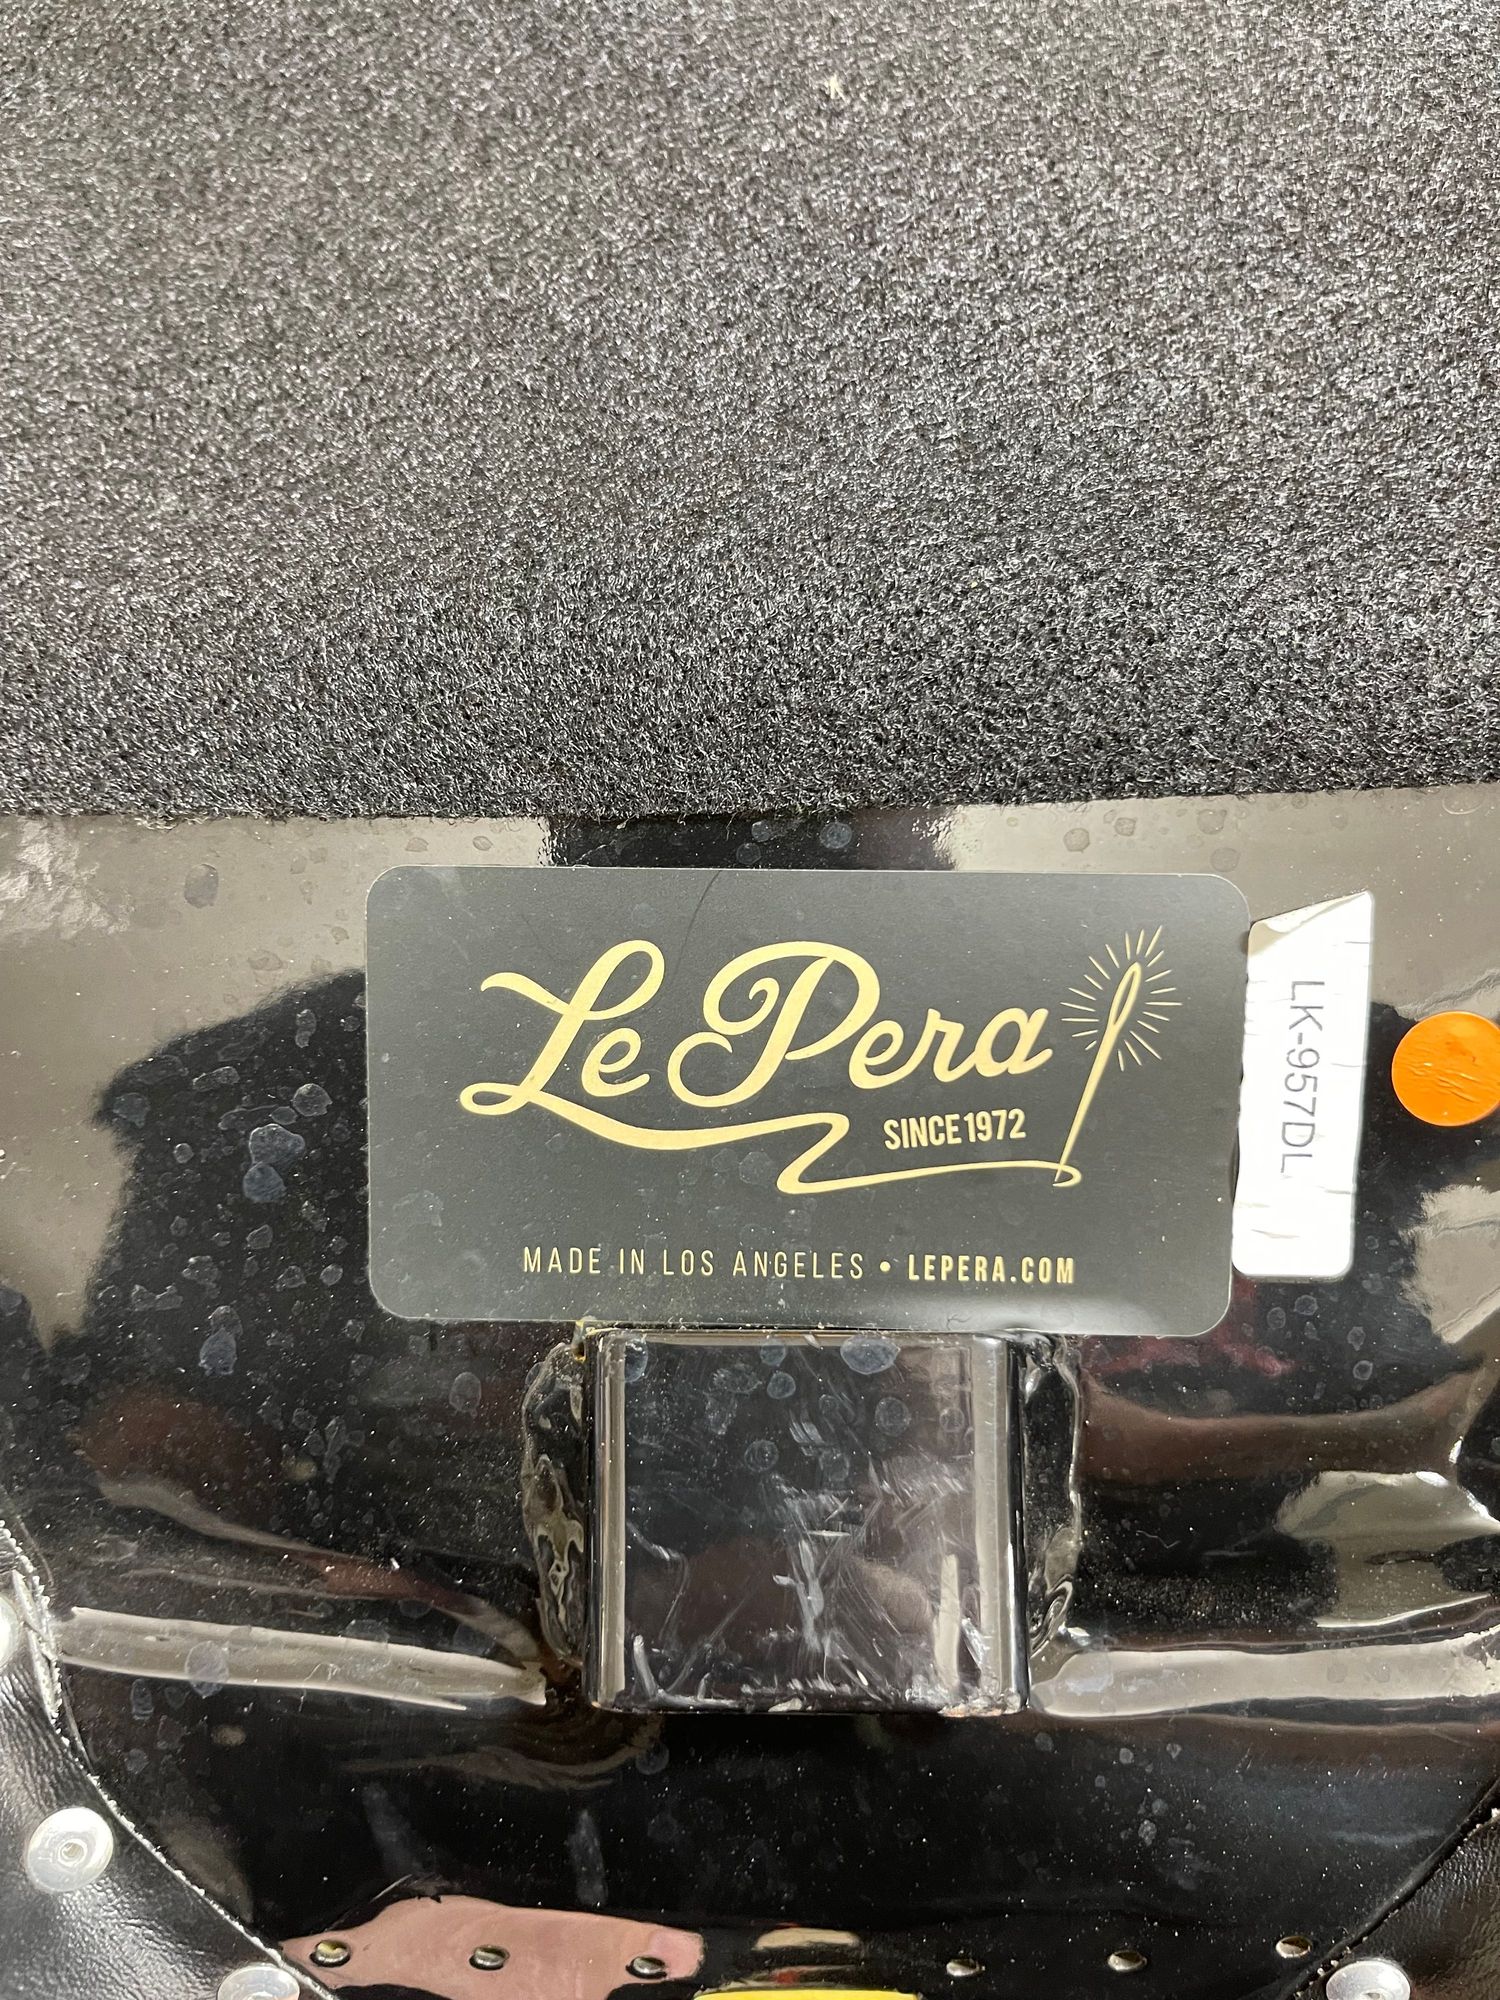 Le Pera
SINCE 1972
MADE IN LOS ANGELES • LEPERA.COM
LK-957DL